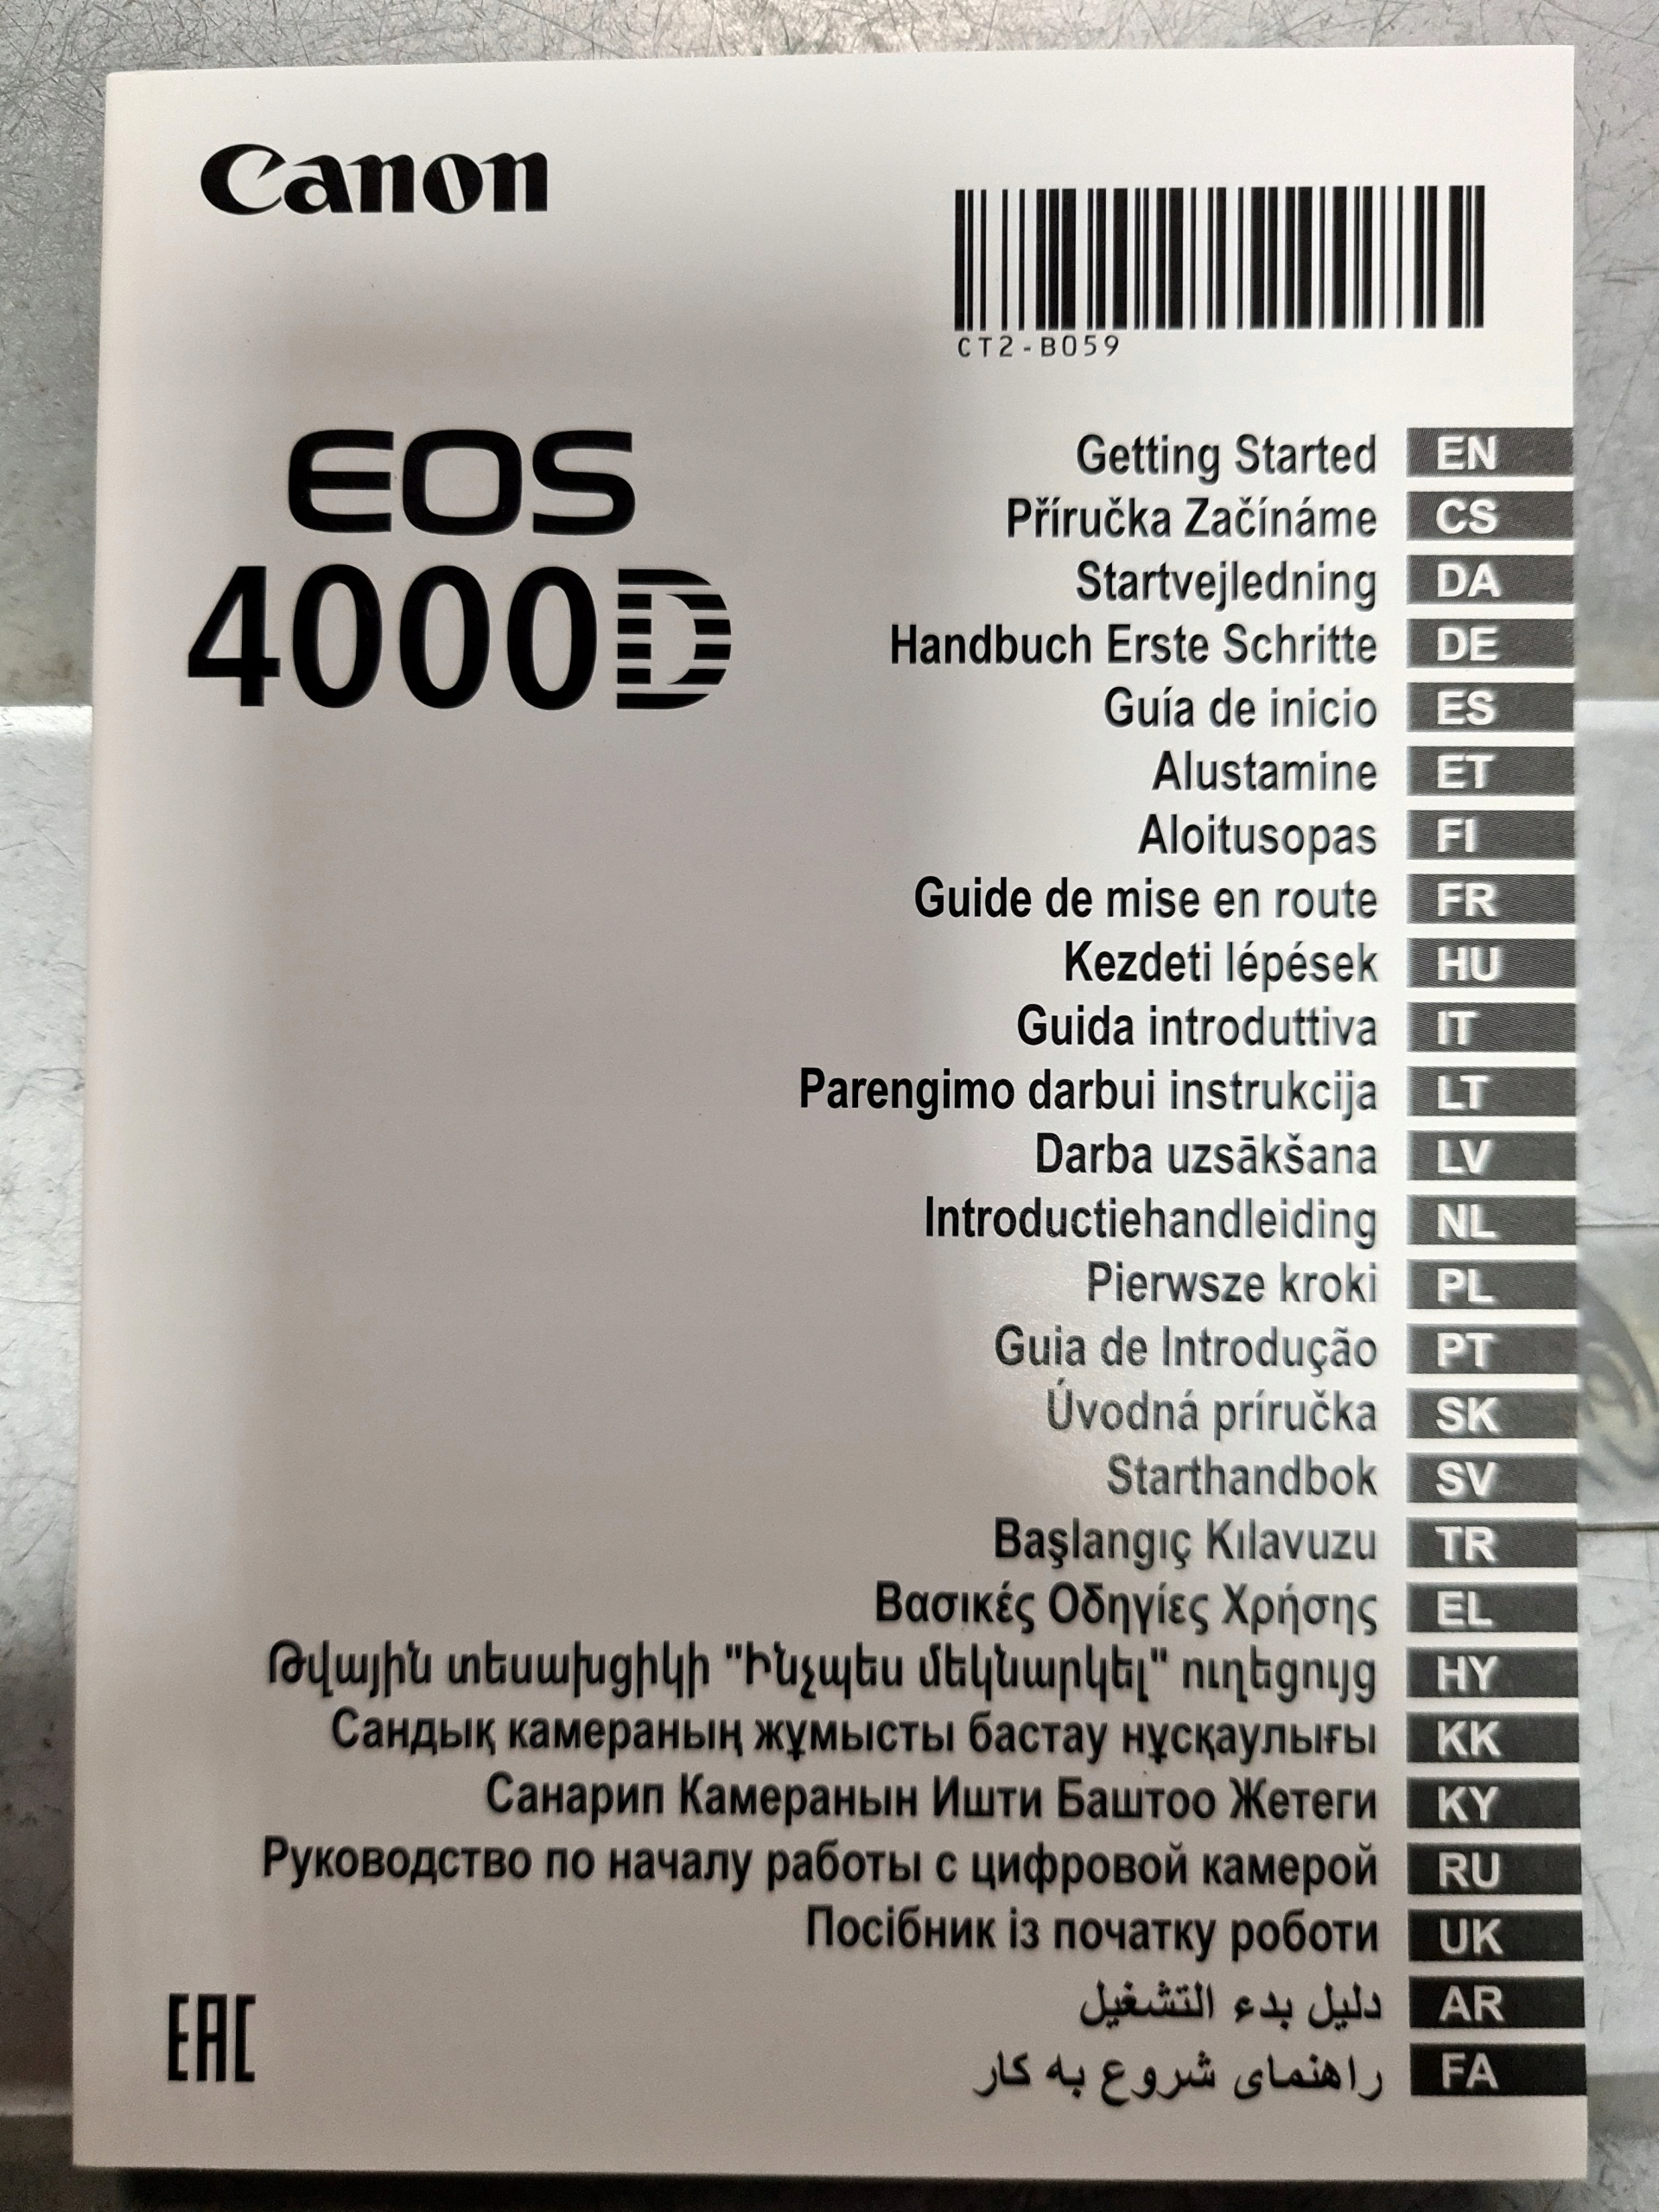 Canon
CT2-B059
EOS
4000D
Getting Started EN
Příručka Začínáme CS
Startvejledning DA
Handbuch Erste Schritte DE
Guía de inicio ES
Alustamine ET
Aloitusopas FI
Guide de mise en route FR
Kezdeti lépések HU
Guida introduttiva IT
Parengimo darbui instrukcija LT
Darba uzsākšana LV
Introductiehandleiding NL
Pierwsze kroki PL
Guia de Introdução PT
Úvodná príručka SK
Starthandbok SV
Başlangıç Kılavuzu TR
Βασικές Οδηγίες Χρήσης EL
Թվային տեսախցիկի "Ինչպես մեկնարկել" ուղեցույց HY
Сандық камераның жұмысты бастау нұсқаулығы KK
Санарип Камеранын Ишти Баштоо Жетеги KY
Руководство по началу работы с цифровой камерой RU
Посібник із початку роботи UK
دليل بدء التشغيل AR
راهنمای شروع به کار FA
EAC